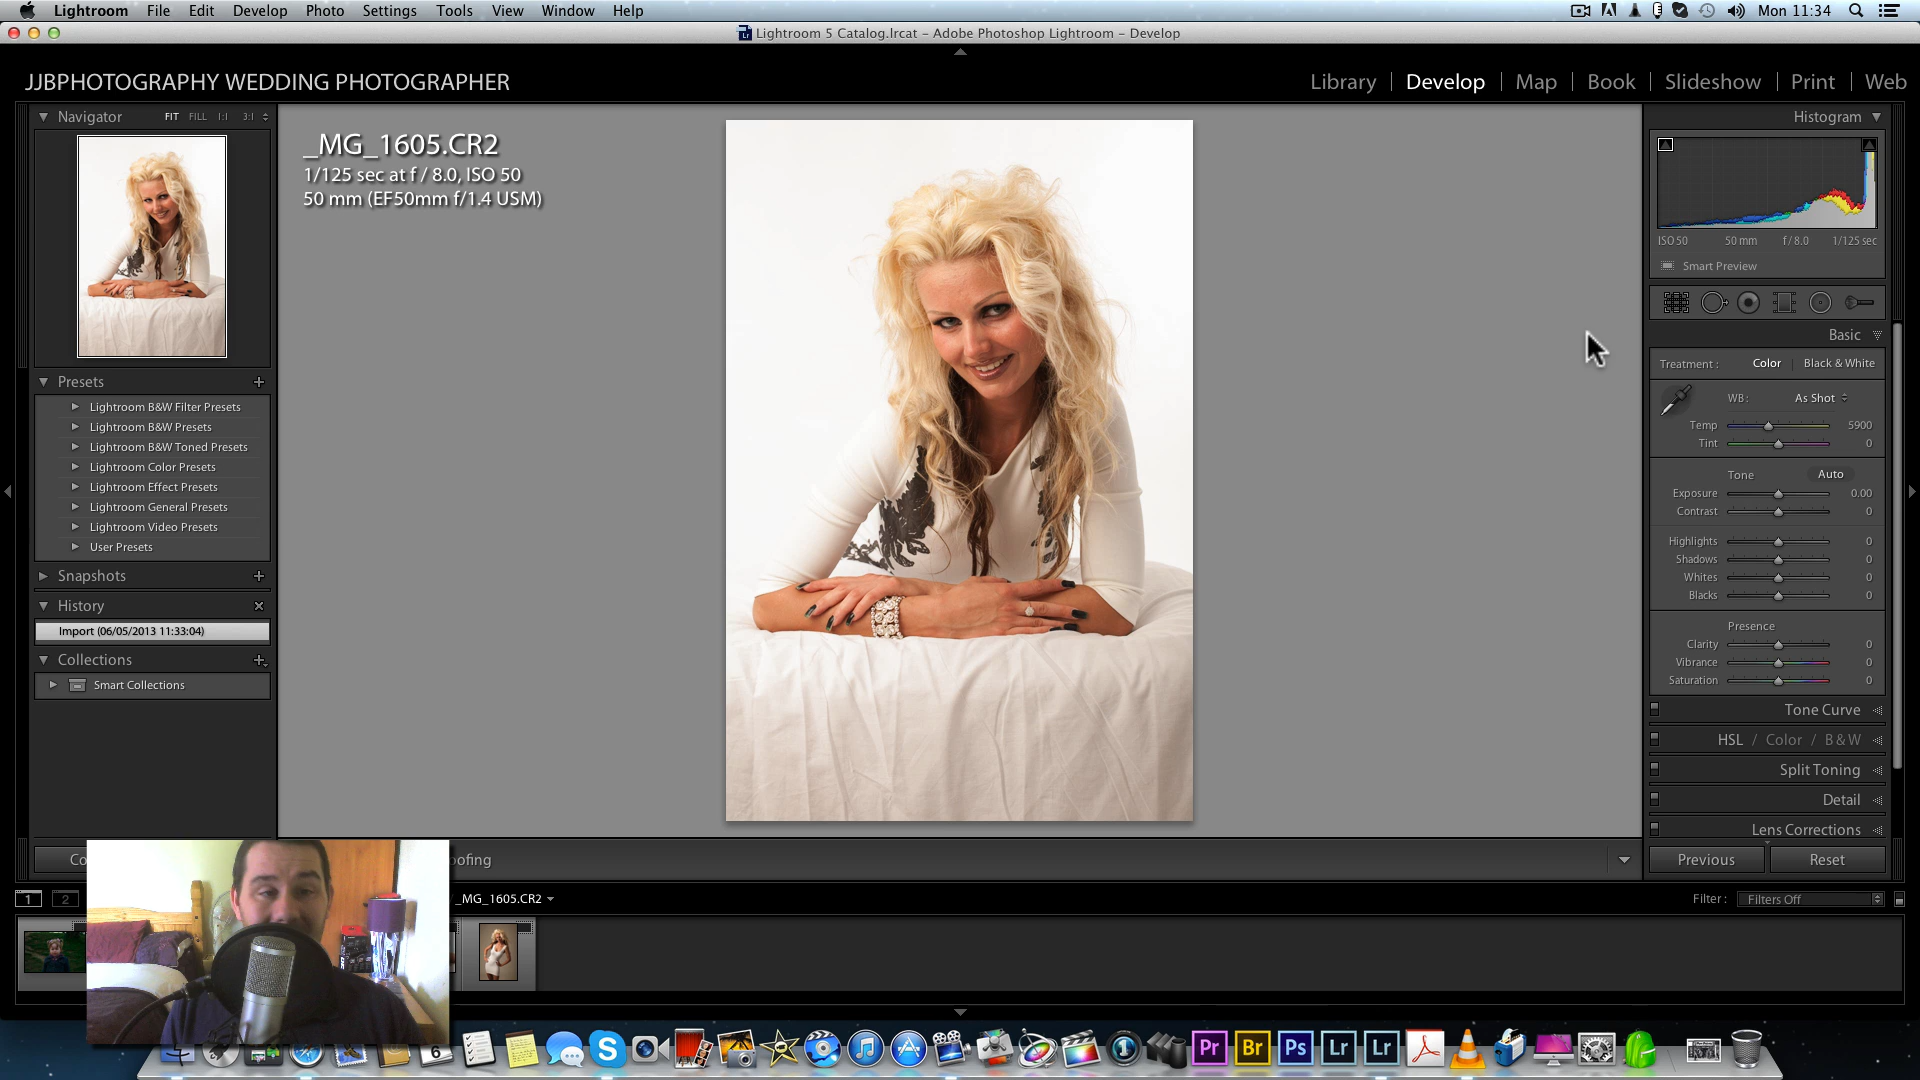 Lightroom File Edit Develop Photo Settings Tools View Window Help Mon 11:34
Lightroom 5 Catalog.lrcat – Adobe Photoshop Lightroom – Develop
JJBPHOTOGRAPHY WEDDING PHOTOGRAPHER
Library | Develop | Map | Book | Slideshow | Print | Web
Navigator FIT FILL 1:1 3:1
Presets
Lightroom B&W Filter Presets
Lightroom B&W Presets
Lightroom B&W Toned Presets
Lightroom Color Presets
Lightroom Effect Presets
Lightroom General Presets
Lightroom Video Presets
User Presets
Snapshots
History
Import (06/05/2013 11:33:04)
Collections
Smart Collections
_MG_1605.CR2
1/125 sec at f / 8.0, ISO 50
50 mm (EF50mm f/1.4 USM)
Histogram
ISO 50 50 mm f / 8.0 1/125 sec
Smart Preview
Basic
Treatment : Color | Black & White
WB : As Shot
Temp 5900
Tint 0
Tone Auto
Exposure 0.00
Contrast 0
Highlights 0
Shadows 0
Whites 0
Blacks 0
Presence
Clarity 0
Vibrance 0
Saturation 0
Tone Curve
HSL / Color / B & W
Split Toning
Detail
Lens Corrections
Co
oofing
Previous Reset
1 2
_MG_1605.CR2
Filter : Filters Off
6
Pr Br Ps Lr Lr